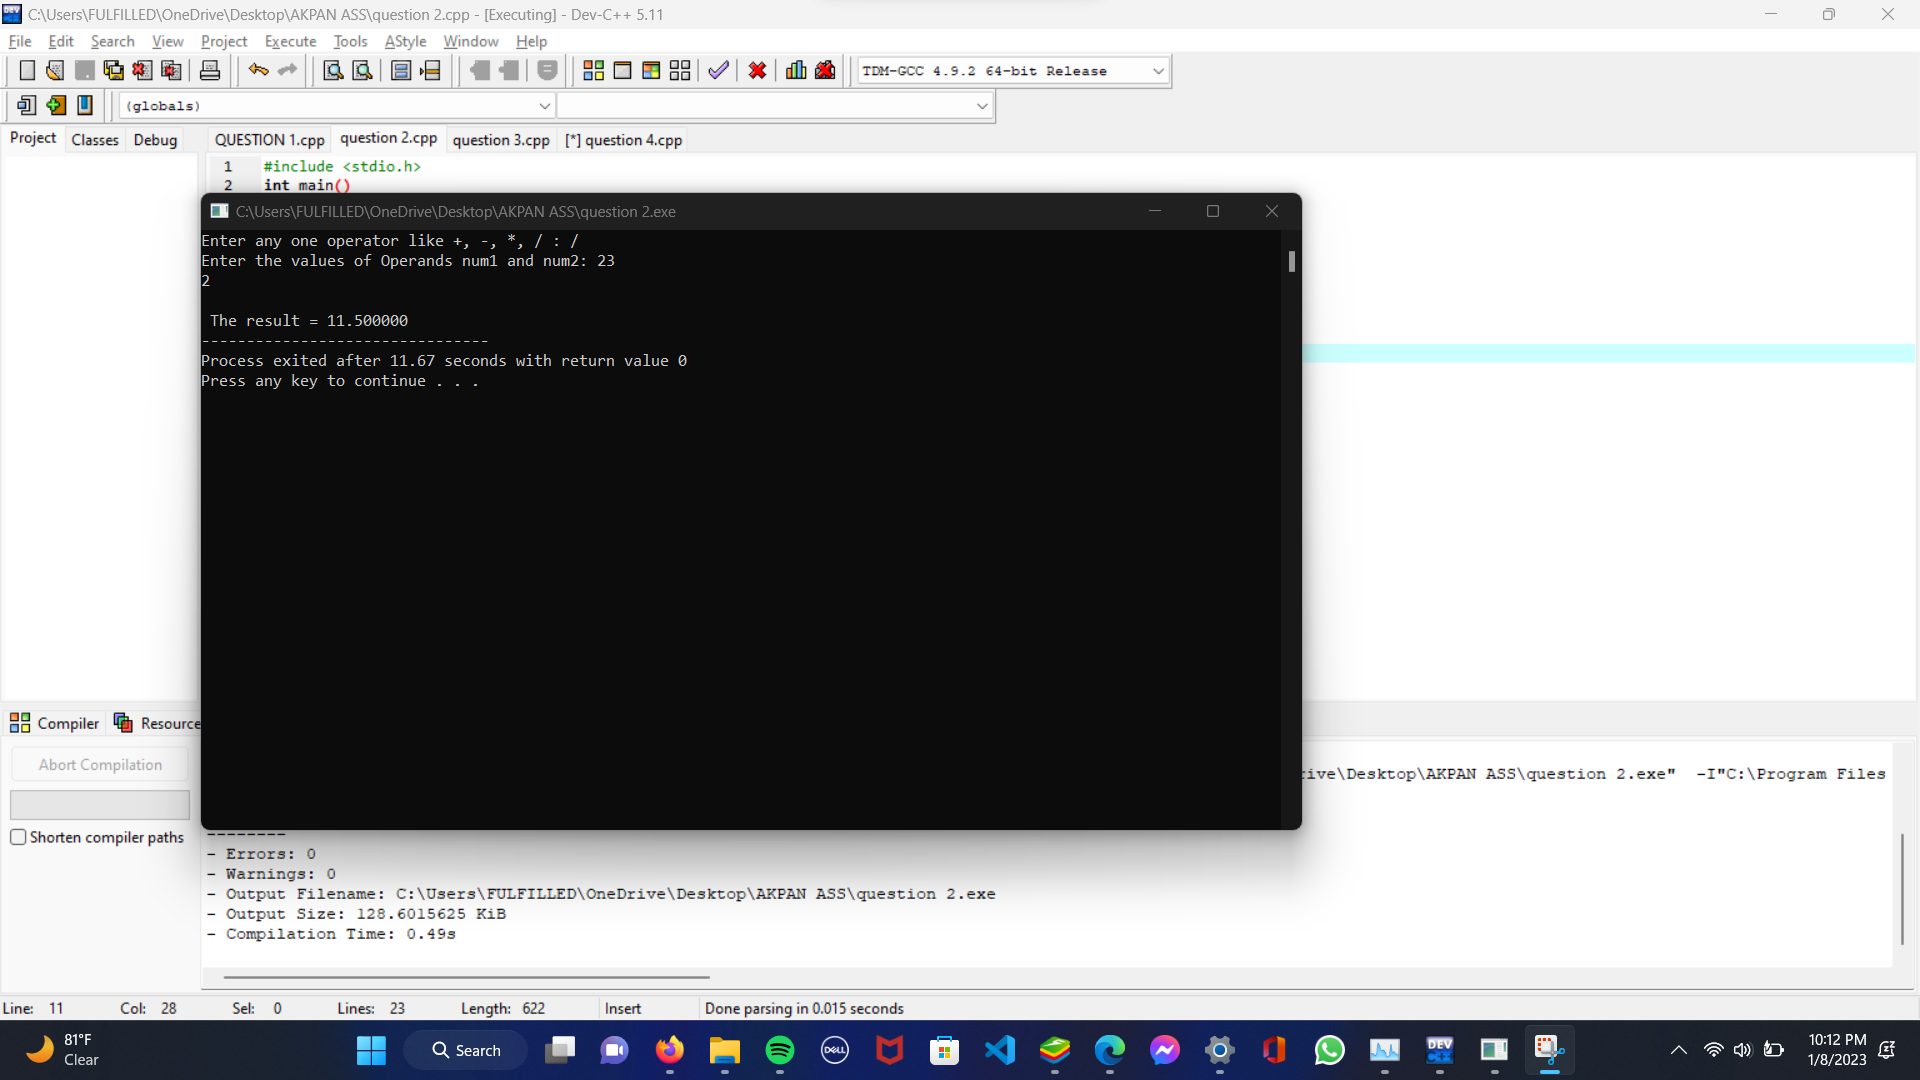 C:\Users\FULFILLED\OneDrive\Desktop\AKPAN ASS\question 2.cpp - [Executing] - Dev-C++ 5.11
File Edit Search View Project Execute Tools AStyle Window Help
TDM-GCC 4.9.2 64-bit Release
(globals)
Project Classes Debug QUESTION 1.cpp question 2.cpp question 3.cpp [*] question 4.cpp
1 #include <stdio.h>
2 int main()
C:\Users\FULFILLED\OneDrive\Desktop\AKPAN ASS\question 2.exe
Enter any one operator like +, -, *, / : /
Enter the values of Operands num1 and num2: 23
2
The result = 11.500000
--------------------------------
Process exited after 11.67 seconds with return value 0
Press any key to continue . . .
Compiler Resource
Abort Compilation
rive\Desktop\AKPAN ASS\question 2.exe" -I"C:\Program Files
Shorten compiler paths
--------
- Errors: 0
- Warnings: 0
- Output Filename: C:\Users\FULFILLED\OneDrive\Desktop\AKPAN ASS\question 2.exe
- Output Size: 128.6015625 KiB
- Compilation Time: 0.49s
Line: 11 Col: 28 Sel: 0 Lines: 23 Length: 622 Insert Done parsing in 0.015 seconds
81°F
Clear
Search
DELL
DEV
C++
10:12 PM
1/8/2023